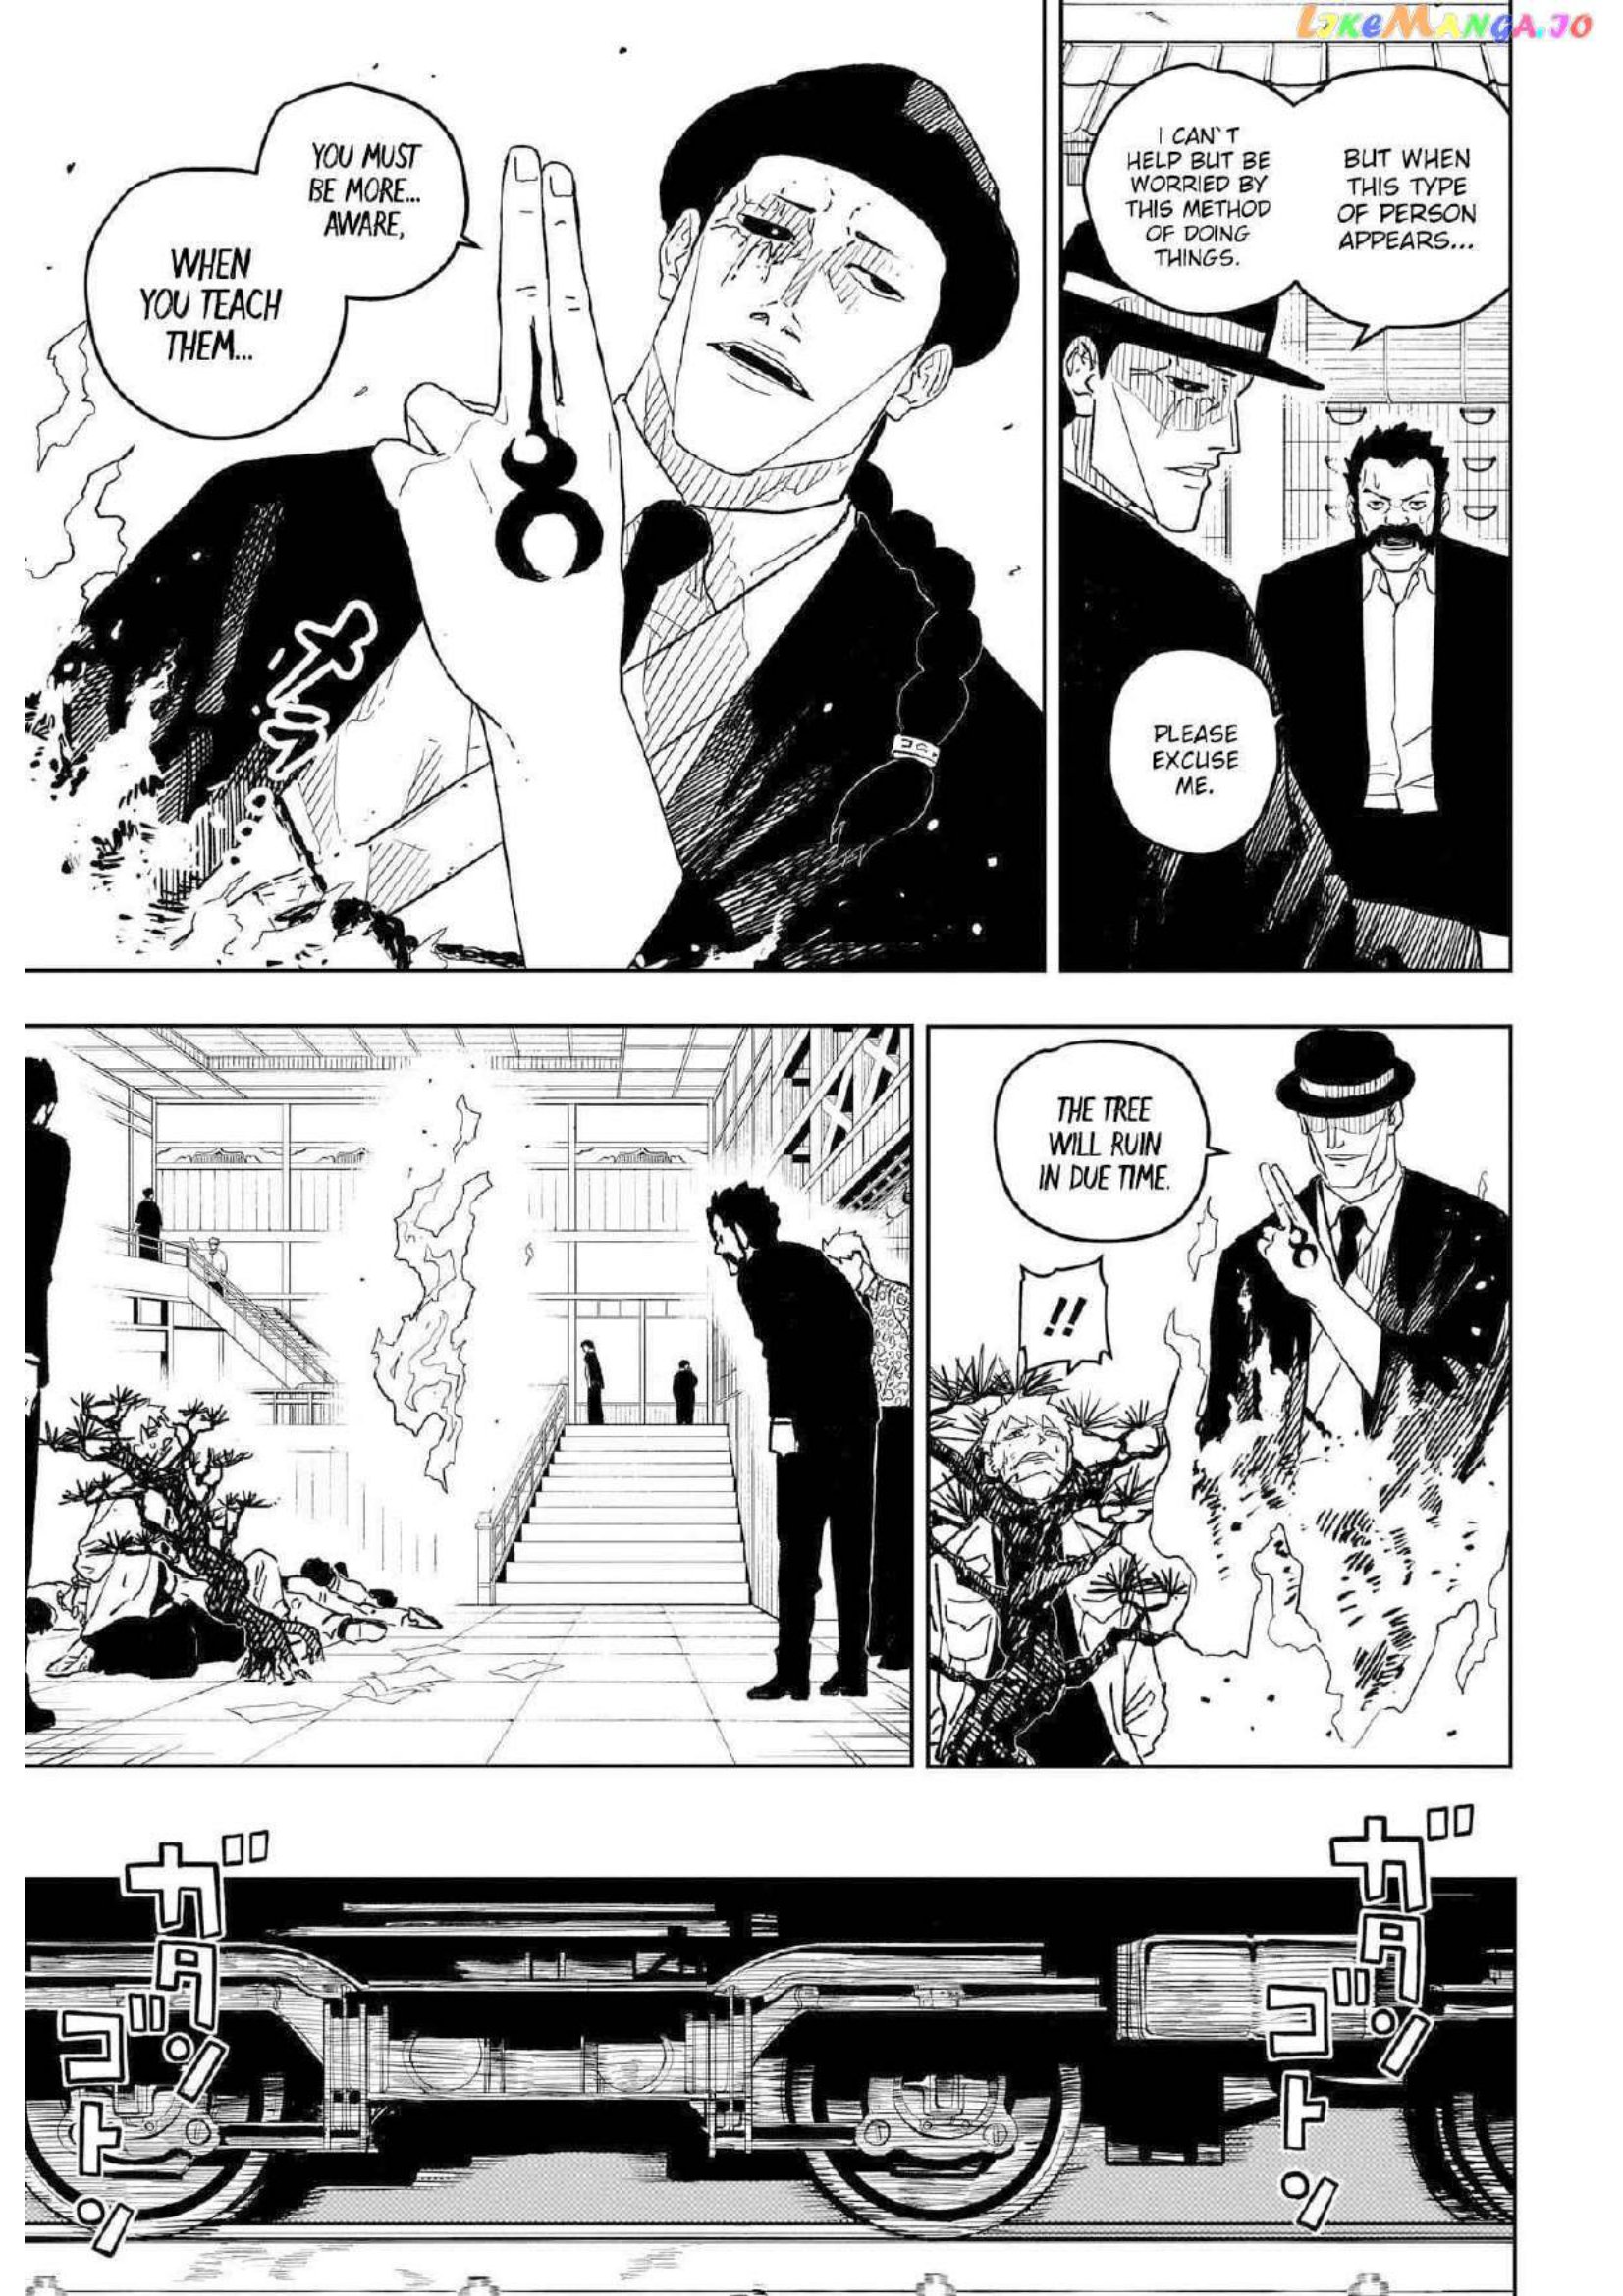 LIKEMANGA.IO
BUT WHEN
THIS TYPE
OF PERSON
APPEARS...
I CAN`T
HELP BUT BE
WORRIED BY
THIS METHOD
OF DOING
THINGS.
PLEASE
EXCUSE
ME.
YOU MUST
BE MORE...
AWARE,
WHEN
YOU TEACH
THEM...
メラ
THE TREE
WILL RUIN
IN DUE TIME.
!!
ガタン
ゴトン
ガタン
ゴトン